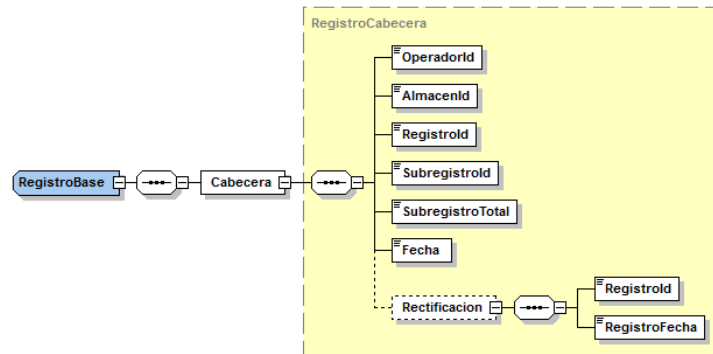 RegistroCabecera
OperadorId
AlmacenId
RegistroId
SubregistroId
RegistroBase
Cabecera
SubregistroTotal
Fecha
Rectificacion
RegistroId
RegistroFecha